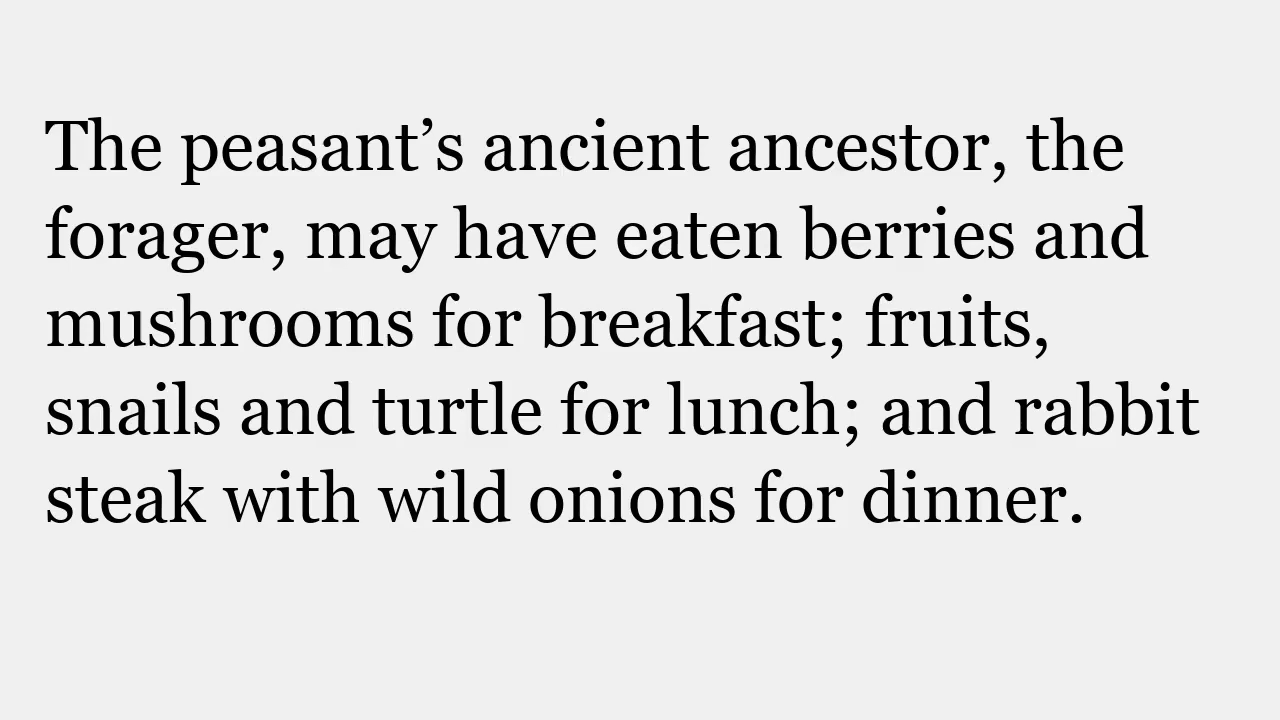 The peasant’s ancient ancestor, the
forager, may have eaten berries and
mushrooms for breakfast; fruits,
snails and turtle for lunch; and rabbit
steak with wild onions for dinner.